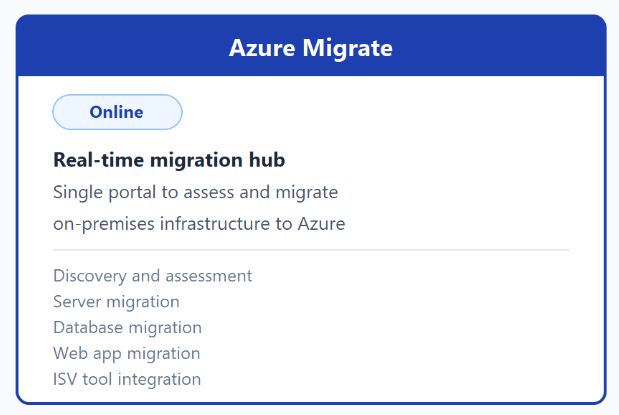 Azure Migrate
Online
Real-time migration hub
Single portal to assess and migrate
on-premises infrastructure to Azure
Discovery and assessment
Server migration
Database migration
Web app migration
ISV tool integration